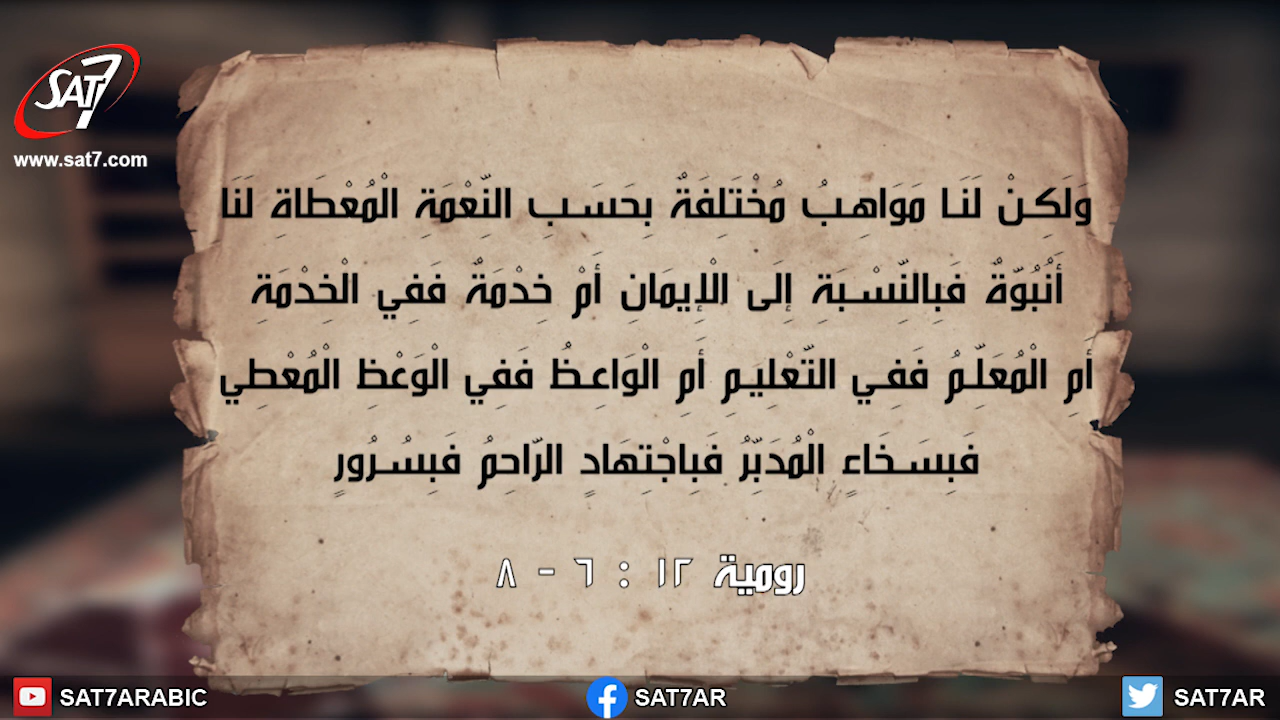 SAT7
www.sat7.com
وَلَكِنْ لَنَا مَوَاهِبُ مُخْتَلِفَةٌ بِحَسَبِ النِّعْمَةِ الْمُعْطَاةِ لَنَا
أَنُبُوَّةٌ فَبِالنِّسْبَةِ إِلَى الْإِيمَانِ أَمْ خِدْمَةٌ فَفِي الْخِدْمَةِ
أَمِ الْمُعَلِّمُ فَفِي التَّعْلِيمِ أَمِ الْوَاعِظُ فَفِي الْوَعْظِ الْمُعْطِي
فَبِسَخَاءٍ الْمُدَبِّرُ فَبِاجْتِهَادٍ الرَّاحِمُ فَبِسُرُورٍ
رومية ١٢ : ٦ - ٨
SAT7ARABIC
SAT7AR
SAT7AR